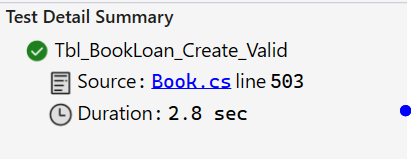 Test Detail Summary
Tbl_BookLoan_Create_Valid
Source: Book.cs line 503
Duration: 2.8 sec